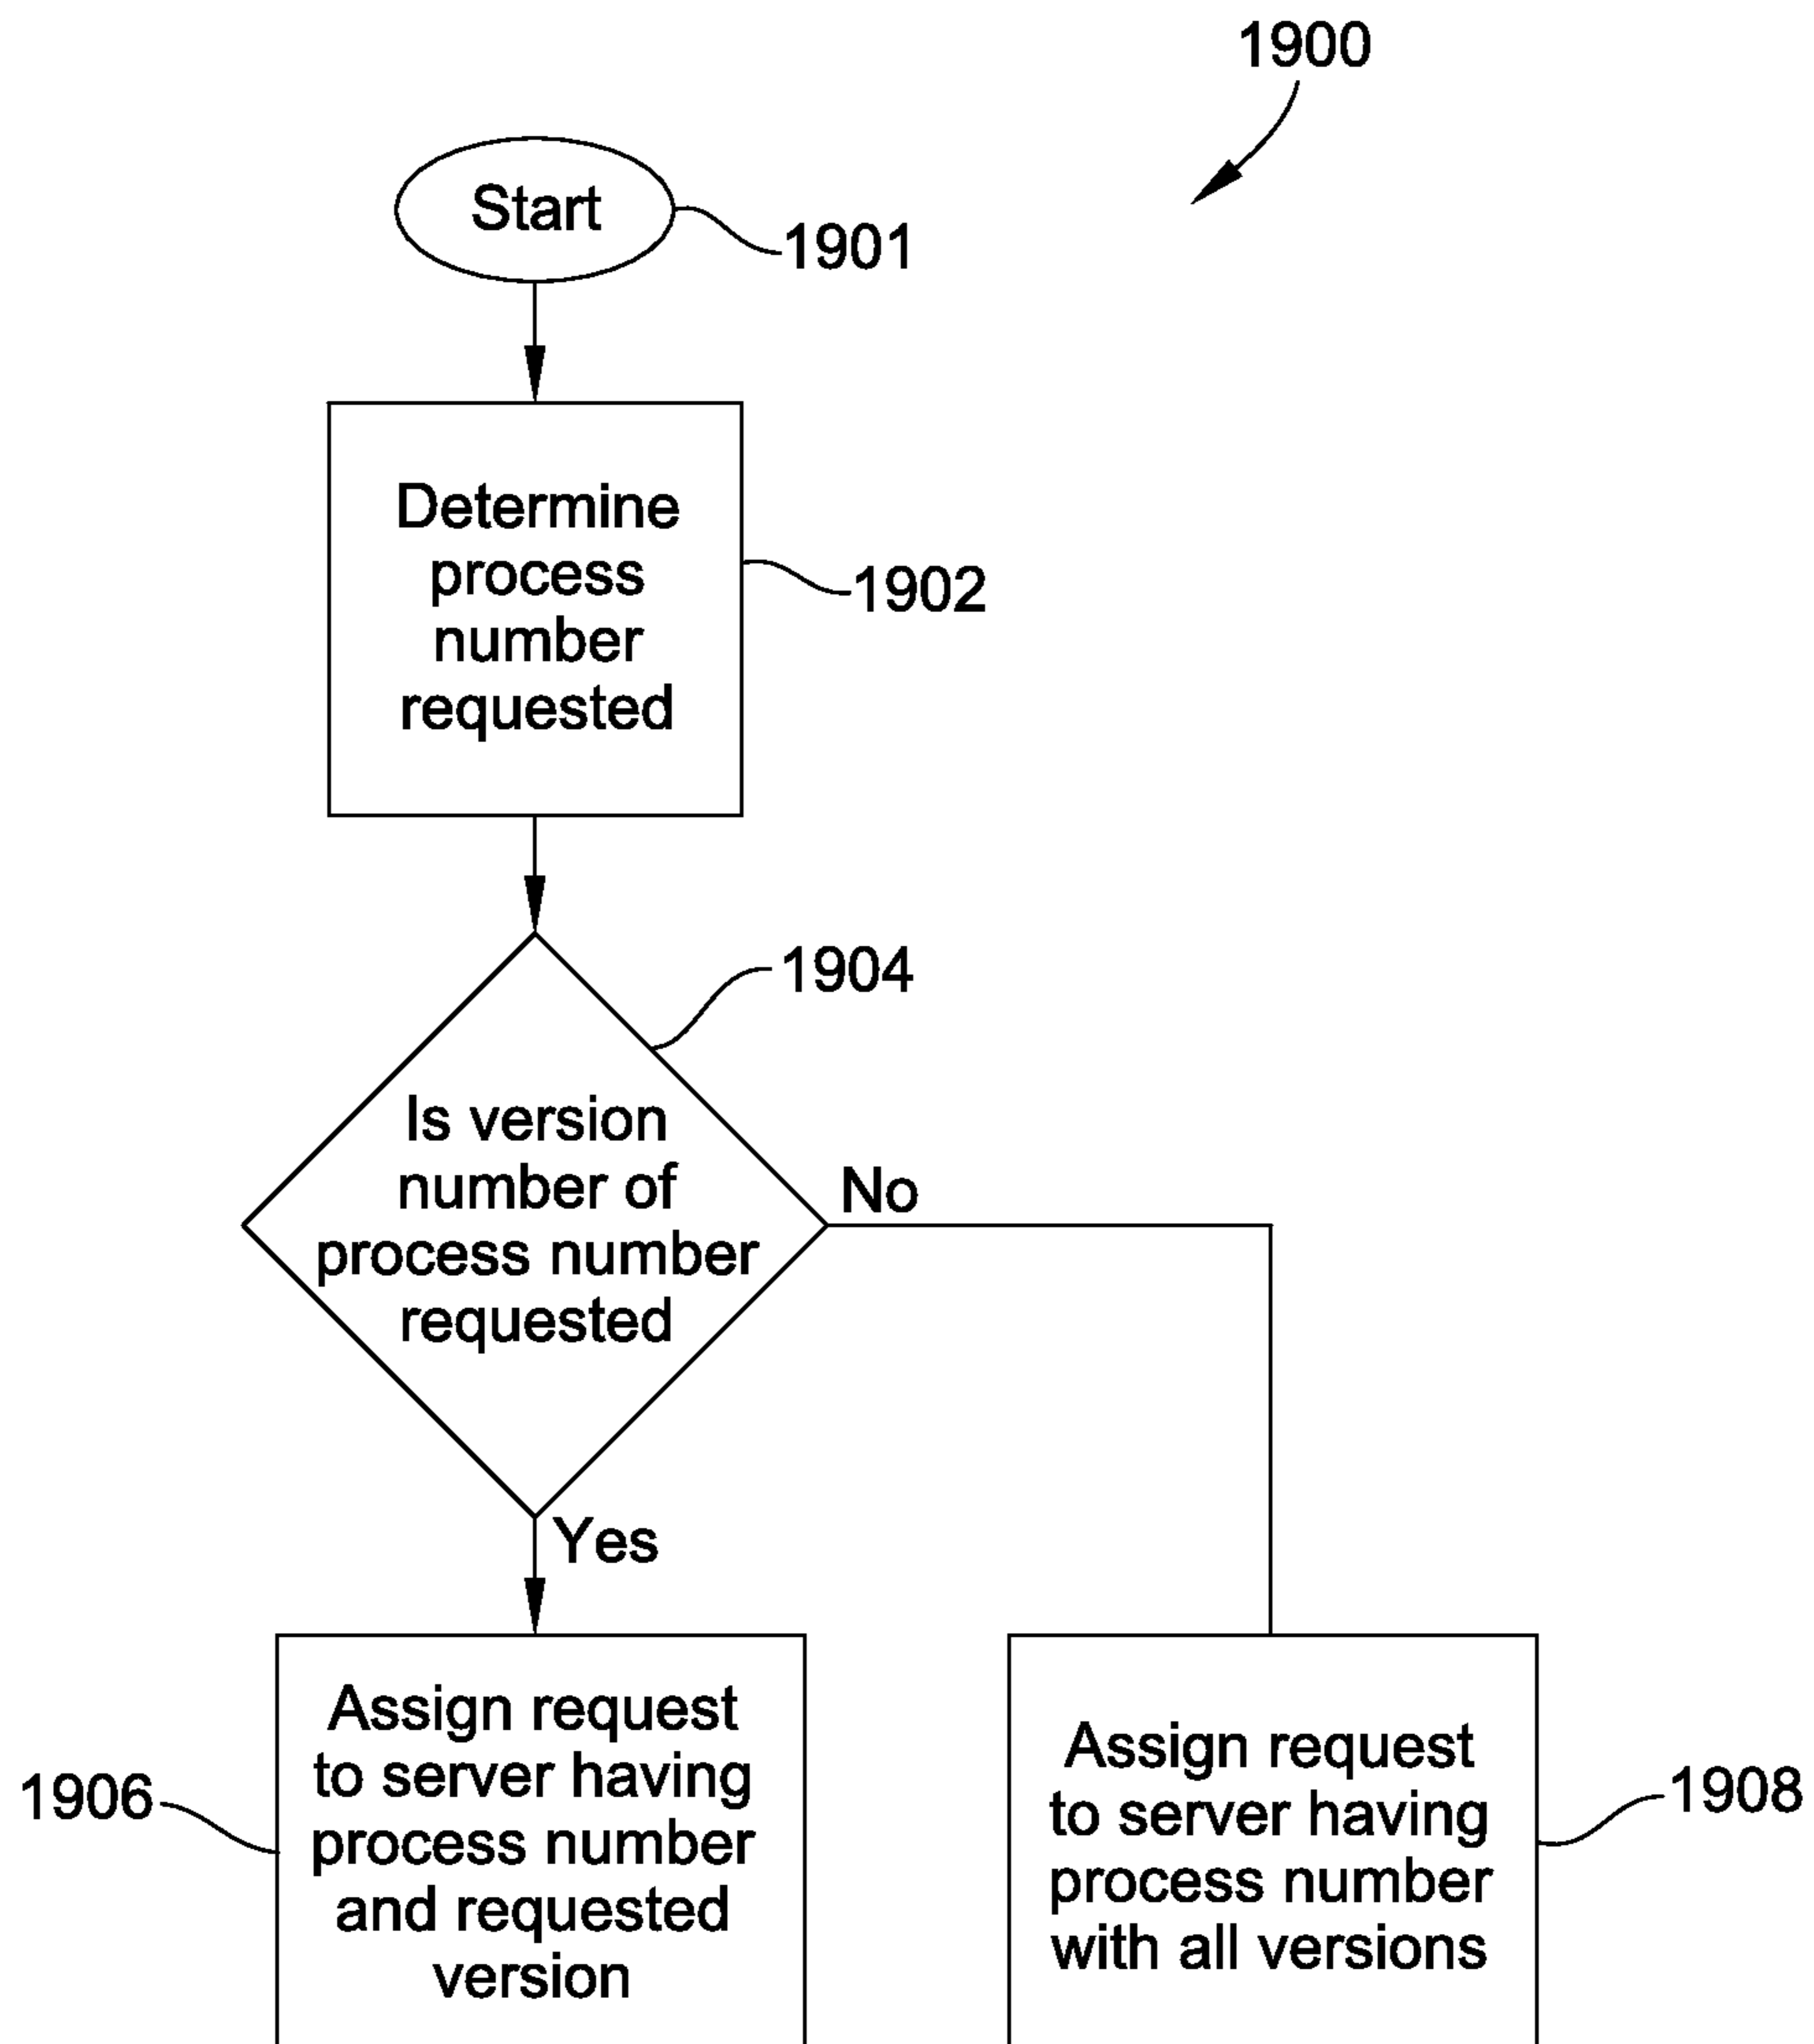 1900
Start
1901
Determine
process
number
requested
1902
1904
Is version
number of
process number
requested
No
Yes
Assign request
to server having
process number
and requested
version
1906
Assign request
to server having
process number
with all versions
1908